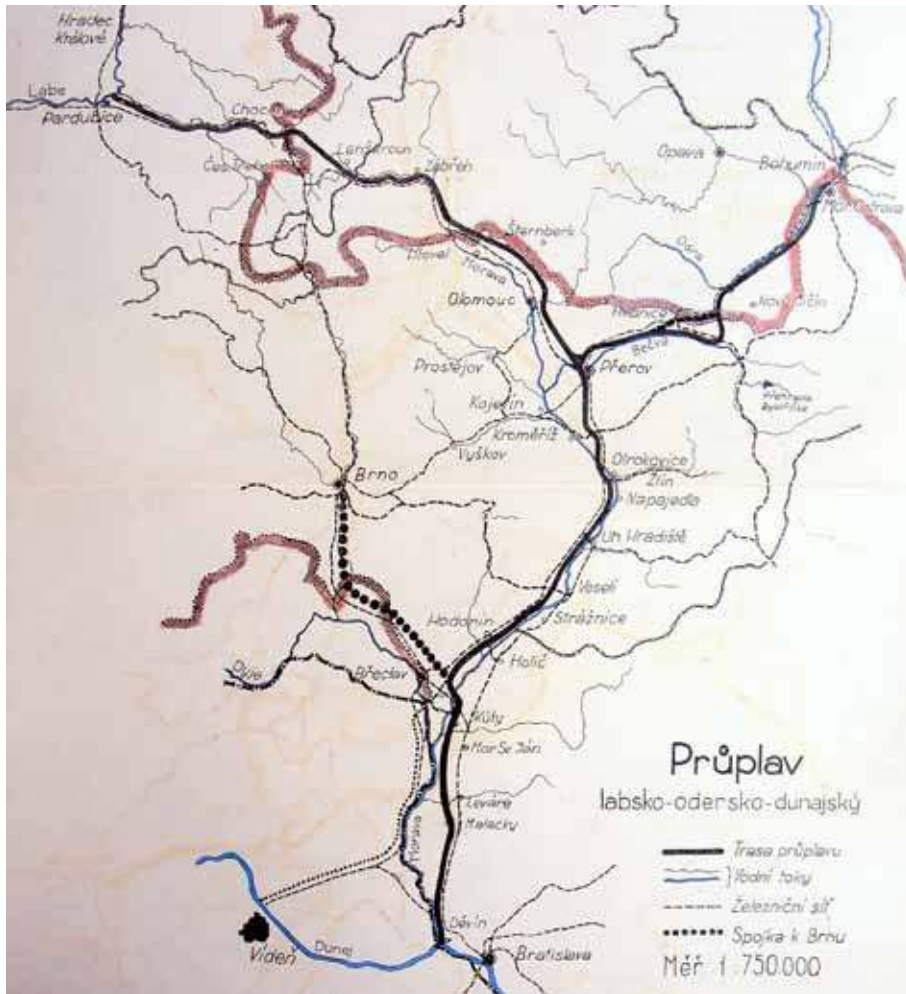 Hradec
Králové
Labe
Pardubice
Choc
Lanškroun
Zábřeh
Opava
Bohumín
Mor. Ostrava
Šternberk
Odra
Morava
Olomouc
Hranice
Nový Jičín
Bečva
Prostějov
Přerov
Kojetín
Kroměříž
Vyškov
Otrokovice
Zlín
Brno
Napajedla
Uh. Hradiště
Veselí
Hodonín
Strážnice
Holič
Dyje
Břeclav
Kúty
Mor Sv. Ján
Průplav
labsko-odersko-dunajský
Leváre
Malacky
Morava
Trasa průplavu
Vodní toky
Železniční síť
Děvín
Spojka k Brnu
Vídeň
Dunaj
Bratislava
Měř 1:750.000